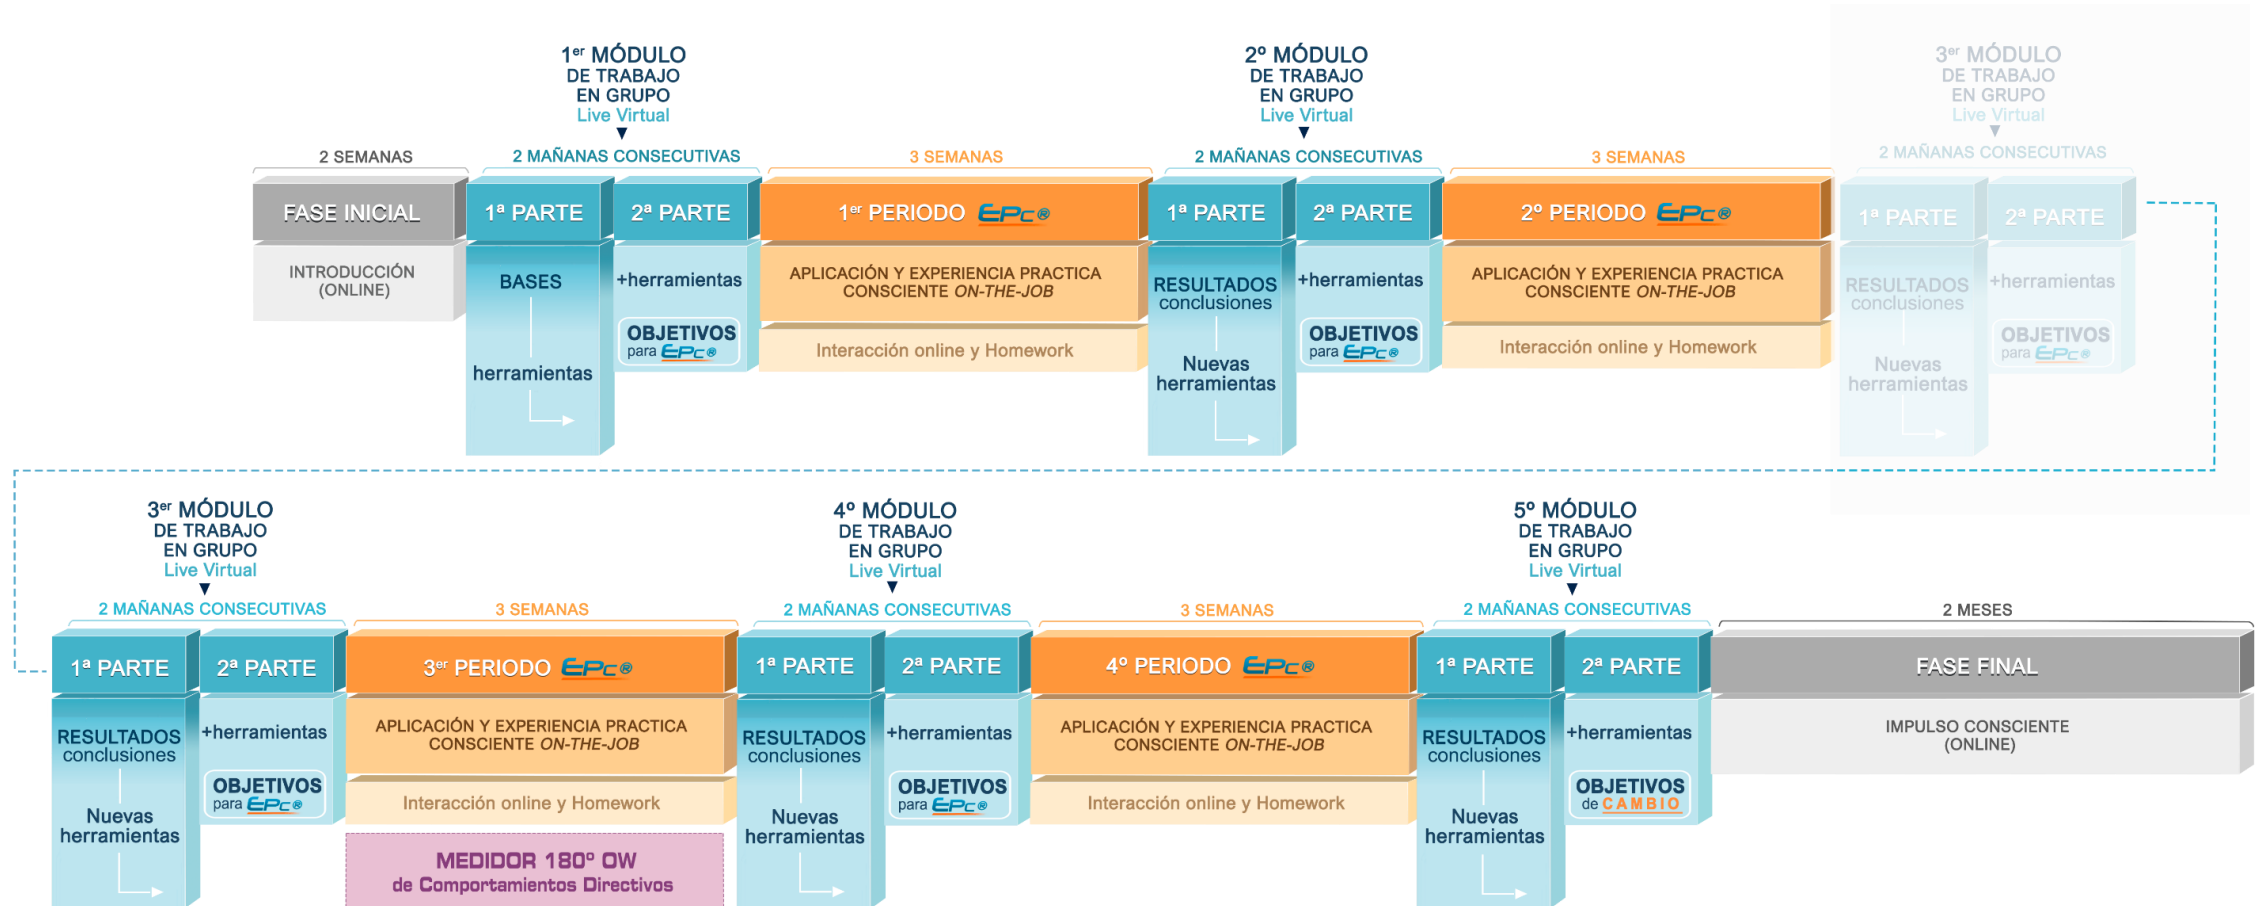 1er MÓDULO
DE TRABAJO
EN GRUPO
Live Virtual
2º MÓDULO
DE TRABAJO
EN GRUPO
Live Virtual
3er MÓDULO
DE TRABAJO
EN GRUPO
Live Virtual
2 SEMANAS
2 MAÑANAS CONSECUTIVAS
3 SEMANAS
2 MAÑANAS CONSECUTIVAS
3 SEMANAS
2 MAÑANAS CONSECUTIVAS
FASE INICIAL
1ª PARTE
2ª PARTE
1er PERIODO EPc®
1ª PARTE
2ª PARTE
2º PERIODO EPc®
1ª PARTE
2ª PARTE
INTRODUCCIÓN
(ONLINE)
BASES
herramientas
+herramientas
OBJETIVOS
para EPc®
APLICACIÓN Y EXPERIENCIA PRACTICA
CONSCIENTE ON-THE-JOB
Interacción online y Homework
RESULTADOS
conclusiones
Nuevas
herramientas
+herramientas
OBJETIVOS
para EPc®
APLICACIÓN Y EXPERIENCIA PRACTICA
CONSCIENTE ON-THE-JOB
Interacción online y Homework
RESULTADOS
conclusiones
Nuevas
herramientas
+herramientas
OBJETIVOS
para EPc®
3er MÓDULO
DE TRABAJO
EN GRUPO
Live Virtual
4º MÓDULO
DE TRABAJO
EN GRUPO
Live Virtual
5º MÓDULO
DE TRABAJO
EN GRUPO
Live Virtual
2 MAÑANAS CONSECUTIVAS
3 SEMANAS
2 MAÑANAS CONSECUTIVAS
3 SEMANAS
2 MAÑANAS CONSECUTIVAS
2 MESES
1ª PARTE
2ª PARTE
3er PERIODO EPc®
1ª PARTE
2ª PARTE
4º PERIODO EPc®
1ª PARTE
2ª PARTE
FASE FINAL
RESULTADOS
conclusiones
Nuevas
herramientas
+herramientas
OBJETIVOS
para EPc®
APLICACIÓN Y EXPERIENCIA PRACTICA
CONSCIENTE ON-THE-JOB
Interacción online y Homework
MEDIDOR 180º OW
de Comportamientos Directivos
RESULTADOS
conclusiones
Nuevas
herramientas
+herramientas
OBJETIVOS
para EPc®
APLICACIÓN Y EXPERIENCIA PRACTICA
CONSCIENTE ON-THE-JOB
Interacción online y Homework
RESULTADOS
conclusiones
Nuevas
herramientas
+herramientas
OBJETIVOS
de CAMBIO
IMPULSO CONSCIENTE
(ONLINE)